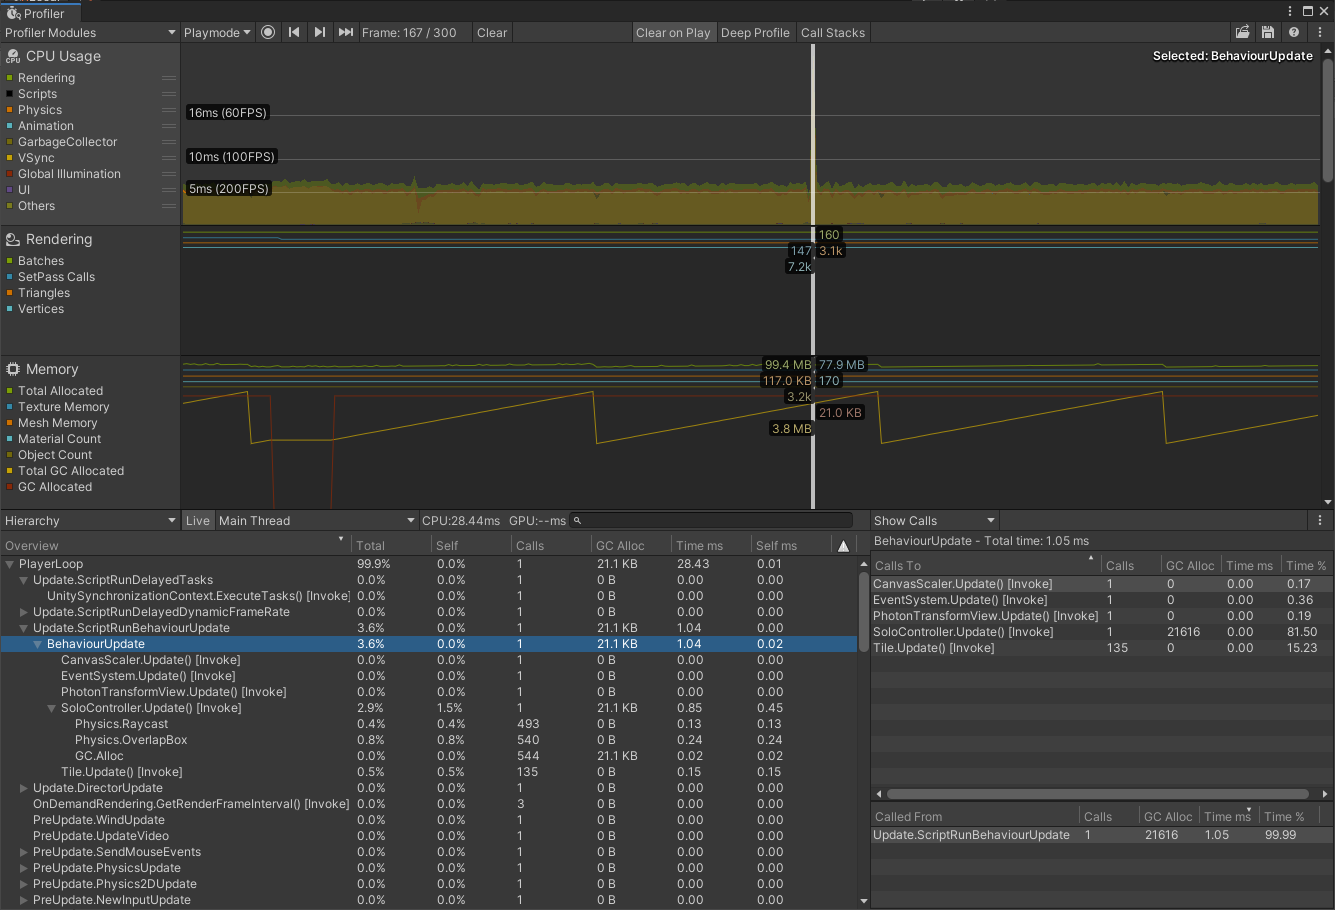 Profiler
Profiler Modules Playmode Frame: 167 / 300 Clear Clear on Play Deep Profile Call Stacks
CPU Usage
Rendering
Scripts
Physics
Animation
GarbageCollector
VSync
Global Illumination
UI
Others
Selected: BehaviourUpdate
16ms (60FPS)
10ms (100FPS)
5ms (200FPS)
Rendering
Batches
SetPass Calls
Triangles
Vertices
160
147 3.1k
7.2k
Memory
Total Allocated
Texture Memory
Mesh Memory
Material Count
Object Count
Total GC Allocated
GC Allocated
99.4 MB 77.9 MB
117.0 KB 170
3.2k
21.0 KB
3.8 MB
Hierarchy Live Main Thread CPU:28.44ms GPU:--ms
Overview Total Self Calls GC Alloc Time ms Self ms
PlayerLoop 99.9% 0.0% 1 21.1 KB 28.43 0.01
Update.ScriptRunDelayedTasks 0.0% 0.0% 1 0 B 0.00 0.00
UnitySynchronizationContext.ExecuteTasks() [Invoke] 0.0% 0.0% 1 0 B 0.00 0.00
Update.ScriptRunDelayedDynamicFrameRate 0.0% 0.0% 1 0 B 0.00 0.00
Update.ScriptRunBehaviourUpdate 3.6% 0.0% 1 21.1 KB 1.04 0.00
BehaviourUpdate 3.6% 0.0% 1 21.1 KB 1.04 0.02
CanvasScaler.Update() [Invoke] 0.0% 0.0% 1 0 B 0.00 0.00
EventSystem.Update() [Invoke] 0.0% 0.0% 1 0 B 0.00 0.00
PhotonTransformView.Update() [Invoke] 0.0% 0.0% 1 0 B 0.00 0.00
SoloController.Update() [Invoke] 2.9% 1.5% 1 21.1 KB 0.85 0.45
Physics.Raycast 0.4% 0.4% 493 0 B 0.13 0.13
Physics.OverlapBox 0.8% 0.8% 540 0 B 0.24 0.24
GC.Alloc 0.0% 0.0% 544 21.1 KB 0.02 0.02
Tile.Update() [Invoke] 0.5% 0.5% 135 0 B 0.15 0.15
Update.DirectorUpdate 0.0% 0.0% 1 0 B 0.00 0.00
OnDemandRendering.GetRenderFrameInterval() [Invoke] 0.0% 0.0% 3 0 B 0.00 0.00
PreUpdate.WindUpdate 0.0% 0.0% 1 0 B 0.00 0.00
PreUpdate.UpdateVideo 0.0% 0.0% 1 0 B 0.00 0.00
PreUpdate.SendMouseEvents 0.0% 0.0% 1 0 B 0.00 0.00
PreUpdate.PhysicsUpdate 0.0% 0.0% 1 0 B 0.00 0.00
PreUpdate.Physics2DUpdate 0.0% 0.0% 1 0 B 0.00 0.00
PreUpdate.NewInputUpdate 0.0% 0.0% 1 0 B 0.00 0.00
Show Calls
BehaviourUpdate - Total time: 1.05 ms
Calls To Calls GC Alloc Time ms Time %
CanvasScaler.Update() [Invoke] 1 0 0.00 0.17
EventSystem.Update() [Invoke] 1 0 0.00 0.36
PhotonTransformView.Update() [Invoke] 1 0 0.00 0.19
SoloController.Update() [Invoke] 1 21616 0.00 81.50
Tile.Update() [Invoke] 135 0 0.00 15.23
Called From Calls GC Alloc Time ms Time %
Update.ScriptRunBehaviourUpdate 1 21616 1.05 99.99